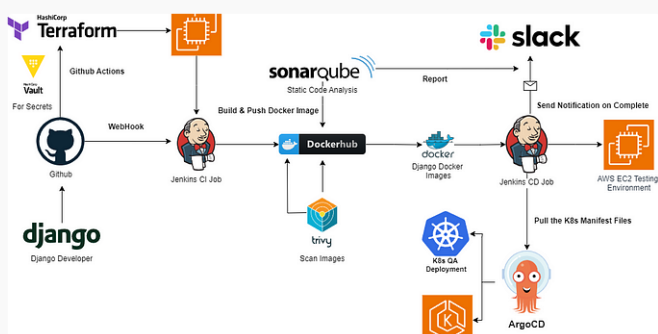 HashiCorp
Terraform
HashiCorp
Vault
For Secrets
Github Actions
Github
WebHook
django
Django Developer
Jenkins CI Job
sonarqube
Static Code Analysis
Build & Push Docker Image
Dockerhub
trivy
Scan Images
docker
Django Docker
Images
Report
slack
Send Notification on Complete
Jenkins CD Job
AWS EC2 Testing
Environment
Pull the K8s Manifest Files
K8s QA
Deployment
K
ArgoCD